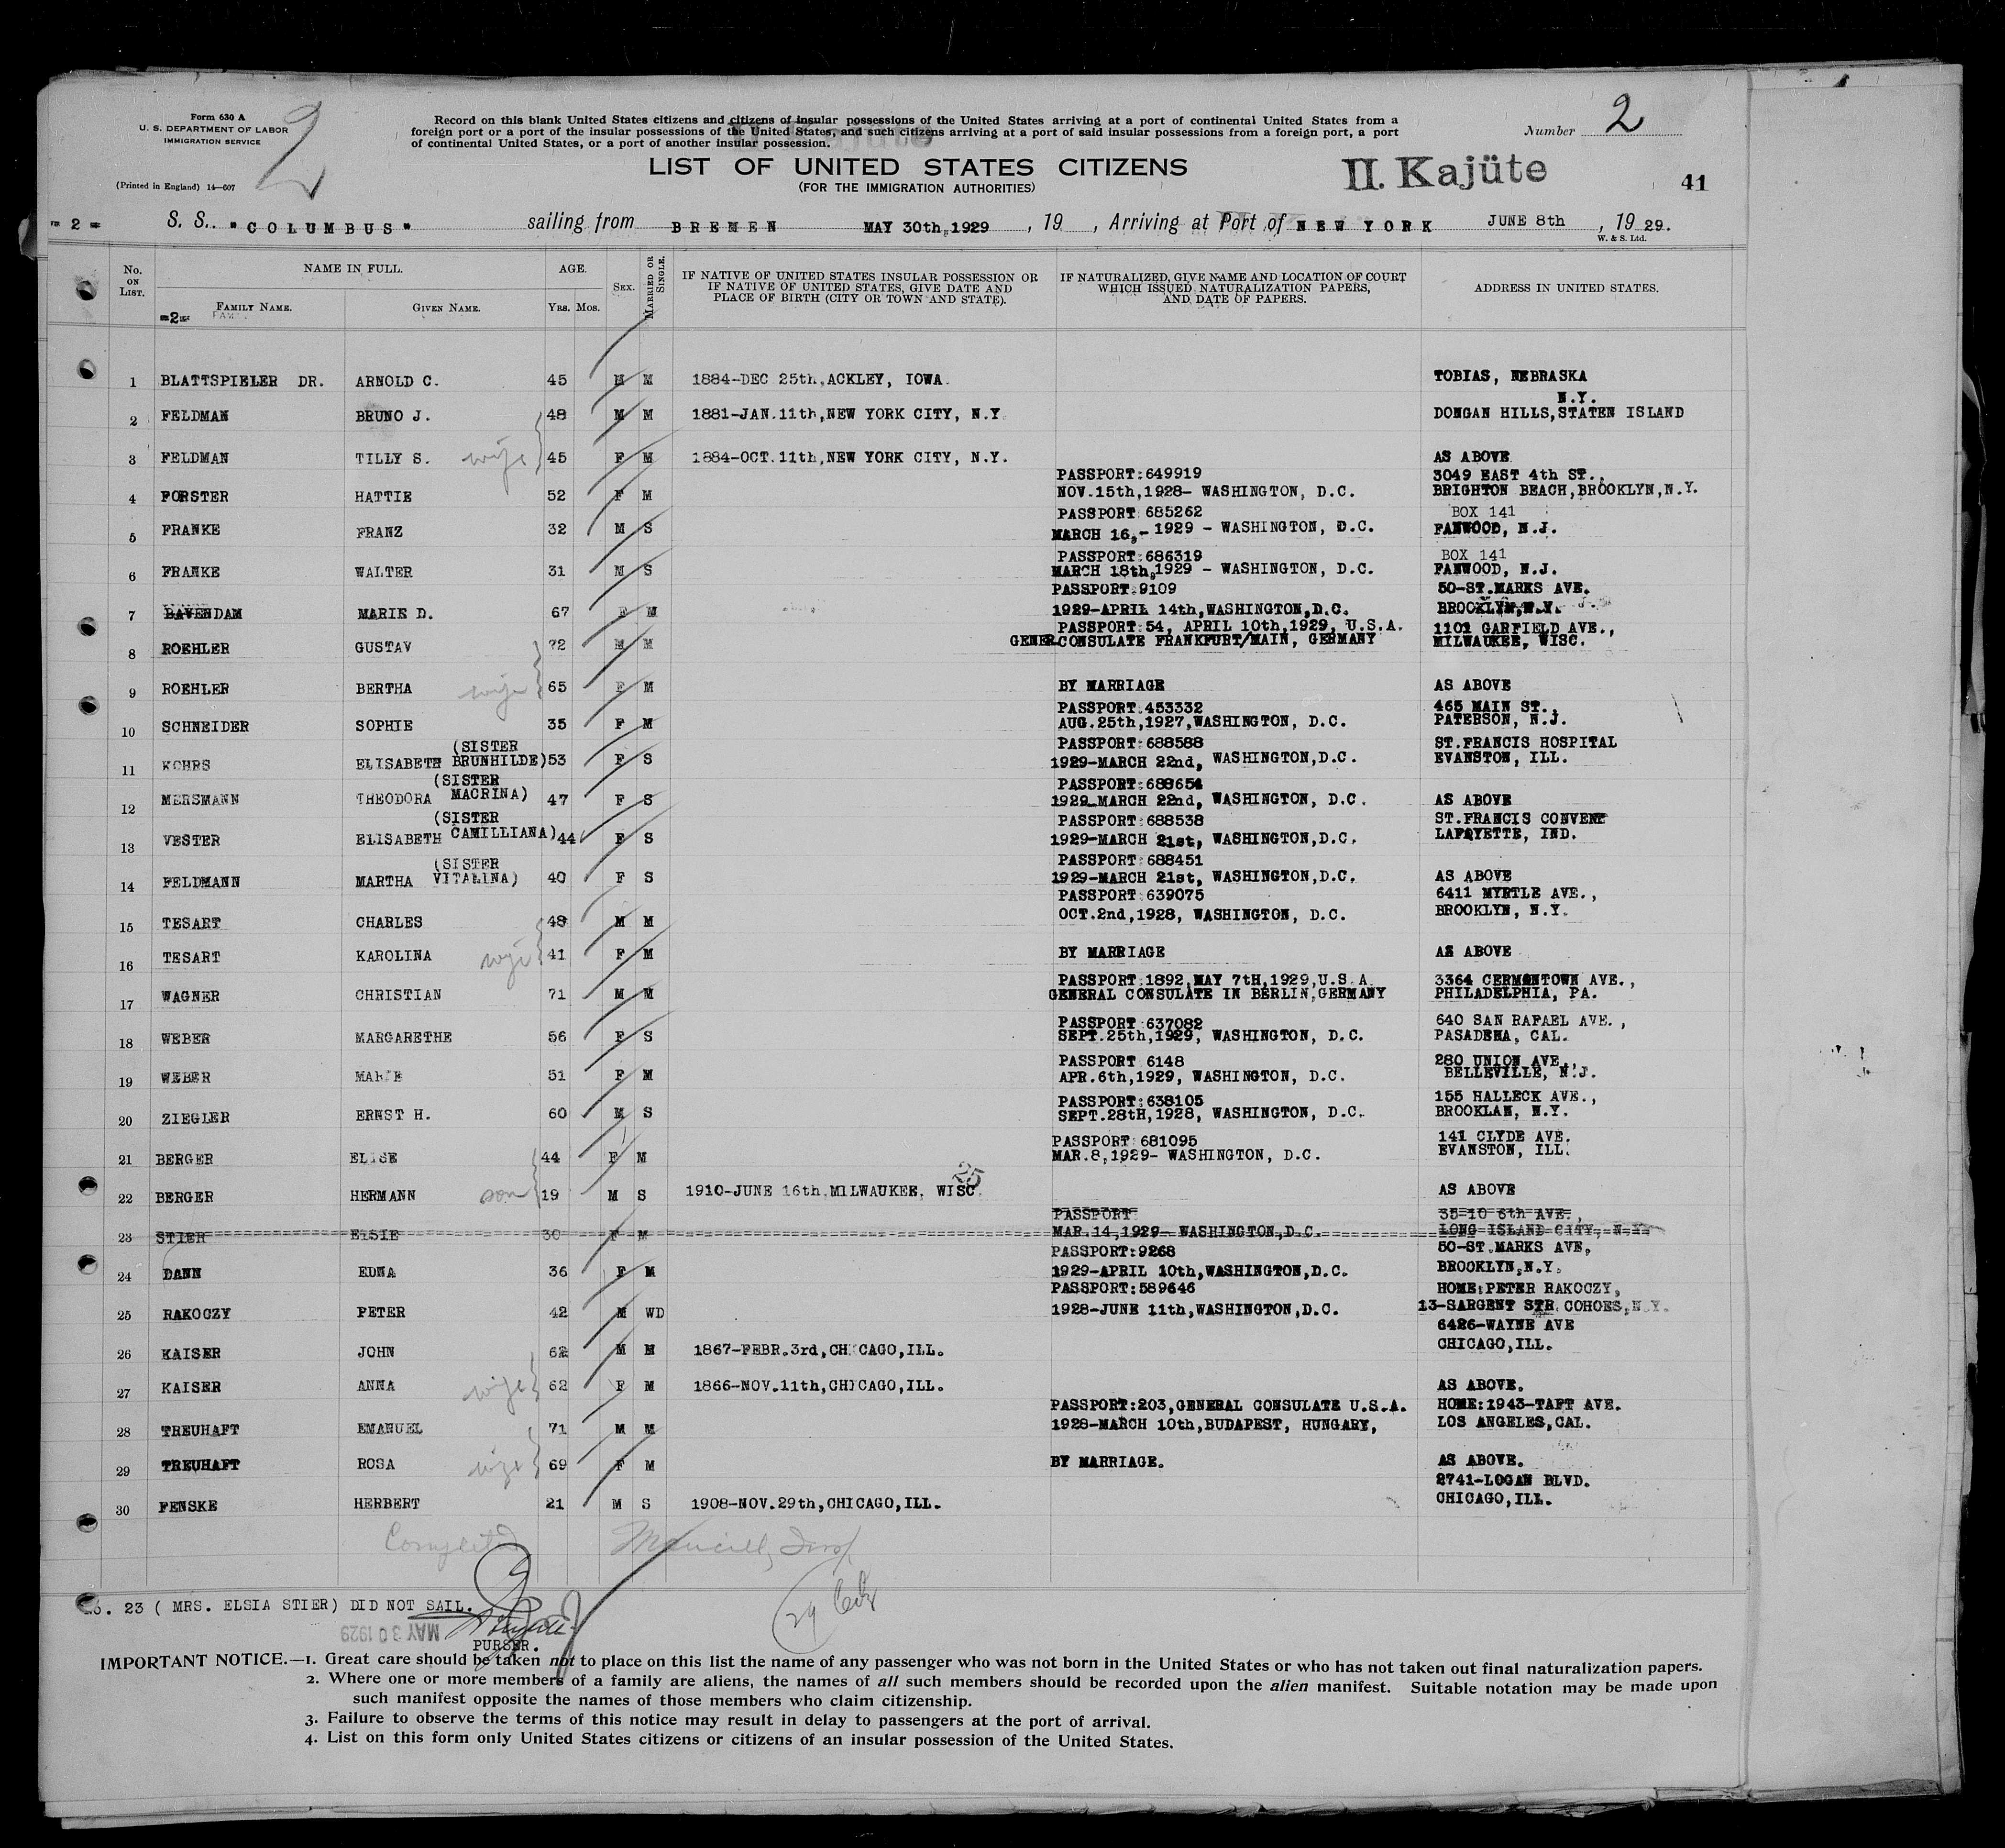 Form 630 A
U. S. DEPARTMENT OF LABOR
IMMIGRATION SERVICE
(Printed in England) 14—607
2
Record on this blank United States citizens and citizens of insular possessions of the United States arriving at a port of continental United States from a
foreign port or a port of the insular possessions of the United States, and such citizens arriving at a port of said insular possessions from a foreign port, a port
of continental United States, or a port of another insular possession.
Number 2
LIST OF UNITED STATES CITIZENS
(FOR THE IMMIGRATION AUTHORITIES)
II. Kajüte
41
= 2 = S. S. "COLUMBUS" sailing from BREMEN MAY 30th,1929, 19 , Arriving at Port of NEW YORK JUNE 8th, 19 29.
W. & S. Ltd.
No. ON LIST. NAME IN FULL. AGE. SEX. MARRIED OR SINGLE. IF NATIVE OF UNITED STATES INSULAR POSSESSION OR IF NATIVE OF UNITED STATES, GIVE DATE AND PLACE OF BIRTH (CITY OR TOWN AND STATE). IF NATURALIZED, GIVE NAME AND LOCATION OF COURT WHICH ISSUED NATURALIZATION PAPERS, AND DATE OF PAPERS. ADDRESS IN UNITED STATES.
FAMILY NAME. GIVEN NAME. Yrs. Mos.
=2=
1 BLATTSPIELER DR. ARNOLD C. 45 M M 1884-DEC 25th,ACKLEY, IOWA. TOBIAS, NEBRASKA
N.Y.
2 FELDMAN BRUNO J. 48 M M 1881-JAN.11th,NEW YORK CITY, N.Y. DONGAN HILLS,STATEN ISLAND
3 FELDMAN TILLY S. wife 45 F M 1884-OCT.11th,NEW YORK CITY, N.Y. AS ABOVE
PASSPORT:649919 3049 EAST 4th ST.,
4 FORSTER HATTIE 52 F M NOV.15th,1928- WASHINGTON, D.C. BRIGHTON BEACH,BROOKLYN,N.Y.
PASSPORT 685262 BOX 141
5 FRANKE FRANZ 32 M S MARCH 16,-1929 - WASHINGTON, D.C. FANWOOD, N.J.
PASSPORT:686319 BOX 141
6 FRANKE WALTER 31 M S MARCH 18th,1929 - WASHINGTON, D.C. FANWOOD, N.J.
PASSPORT:9109 50-ST.MARKS AVE.
7 BAVENDAM MARIE D. 67 F M 1929-APRIL 14th,WASHINGTON,D.C. BROOKLYN,N.Y.
PASSPORT:54, APRIL 10th,1929, U.S.A. 1101 GARFIELD AVE.,
8 ROEHLER GUSTAV 72 M M GENER.CONSULATE FRANKFURT/MAIN, GERMANY MILWAUKEE, WISC.
9 ROEHLER BERTHA wife 65 F M BY MARRIAGE AS ABOVE
PASSPORT:453332 465 MAIN ST.,
10 SCHNEIDER SOPHIE 35 F M AUG.25th,1927,WASHINGTON, D.C. PATERSON, N.J.
(SISTER PASSPORT:688588 ST.FRANCIS HOSPITAL
11 KOHRS ELISABETH BRUNHILDE) 53 F S 1929-MARCH 22nd, WASHINGTON,D.C. EVANSTON, ILL.
(SISTER PASSPORT:688654
12 MERSMANN THEODORA MACRINA) 47 F S 1929-MARCH 22nd, WASHINGTON, D.C. AS ABOVE
(SISTER PASSPORT:688538 ST.FRANCIS CONVENT
13 VESTER ELISABETH CAMILLIANA) 44 F S 1929-MARCH 21st, WASHINGTON,D.C. LAFAYETTE, IND.
(SISTER PASSPORT:688451
14 FELDMANN MARTHA VITALINA) 40 F S 1929-MARCH 21st, WASHINGTON,D.C. AS ABOVE
PASSPORT:639075 6411 MYRTLE AVE.,
15 TESART CHARLES 48 M M OCT.2nd,1928, WASHINGTON, D.C. BROOKLYN, N.Y.
16 TESART KAROLINA wife 41 F M BY MARRIAGE AS ABOVE
PASSPORT:1892,MAY 7tH,1929,U.S.A. 3364 CERMONTOWN AVE.,
17 WAGNER CHRISTIAN 71 M M GENERAL CONSULATE IN BERLIN,GERMANY PHILADELPHIA, PA.
PASSPORT:637082 640 SAN RAFAEL AVE.,
18 WEBER MARGARETHE 56 F S SEPT.25th,1929, WASHINGTON, D.C. PASADENA, CAL.
PASSPORT 6148 280 UNION AVE.,
19 WEBER MARIE 51 F M APR.6th,1929, WASHINGTON, D.C. BELLEVILLE, N.J.
PASSPORT:638105 155 HALLECK AVE.,
20 ZIEGLER ERNST H. 60 M S SEPT.28tH,1928, WASHINGTON, D.C. BROOKLAN, N.Y.
PASSPORT:681095 141 CLYDE AVE.
21 BERGER ELISE 44 F M MAR.8,1929- WASHINGTON, D.C. EVANSTON, ILL.
25
22 BERGER HERMANN son 19 M S 1910-JUNE 16th,MILWAUKEE, WISC. AS ABOVE
PASSPORT 35-10 6th AVE.,
23 STIER ELSIE 30 F M MAR.14,1929- WASHINGTON,D.C. LONG ISLAND CITY, N.Y.
PASSPORT:9268 50-ST.MARKS AVE,
24 DANN EDNA 36 F M 1929-APRIL 10th,WASHINGTON,D.C. BROOKLYN,N.Y.
PASSPORT:589646 HOME:PETER RAKOCZY,
25 RAKOCZY PETER 42 M WD 1928-JUNE 11th,WASHINGTON,D.C. 13-SARGENT STR.COHOES,N.Y.
6426-WAYNE AVE
26 KAISER JOHN 62 M M 1867-FEBR.3rd,CHICAGO,ILL. CHICAGO,ILL.
27 KAISER ANNA wife 62 F M 1866-NOV.11th,CHICAGO,ILL. AS ABOVE.
PASSPORT:203,GENERAL CONSULATE U.S.A. HOME:1943-TAFT AVE.
28 TREUHAFT EMANUEL 71 M M 1928-MARCH 10th,BUDAPEST, HUNGARY, LOS ANGELES,CAL.
29 TREUHAFT ROSA wife 69 F M BY MARRIAGE. AS ABOVE.
2741-LOGAN BLVD.
30 FENSKE HERBERT 21 M S 1908-NOV.29th,CHICAGO,ILL. CHICAGO,ILL.
Completed
No. 23 ( MRS. ELSIA STIER) DID NOT SAIL.
MAY 30 1929
PURSER.
IMPORTANT NOTICE.—1. Great care should be taken not to place on this list the name of any passenger who was not born in the United States or who has not taken out final naturalization papers.
2. Where one or more members of a family are aliens, the names of all such members should be recorded upon the alien manifest. Suitable notation may be made upon
such manifest opposite the names of those members who claim citizenship.
3. Failure to observe the terms of this notice may result in delay to passengers at the port of arrival.
4. List on this form only United States citizens or citizens of an insular possession of the United States.